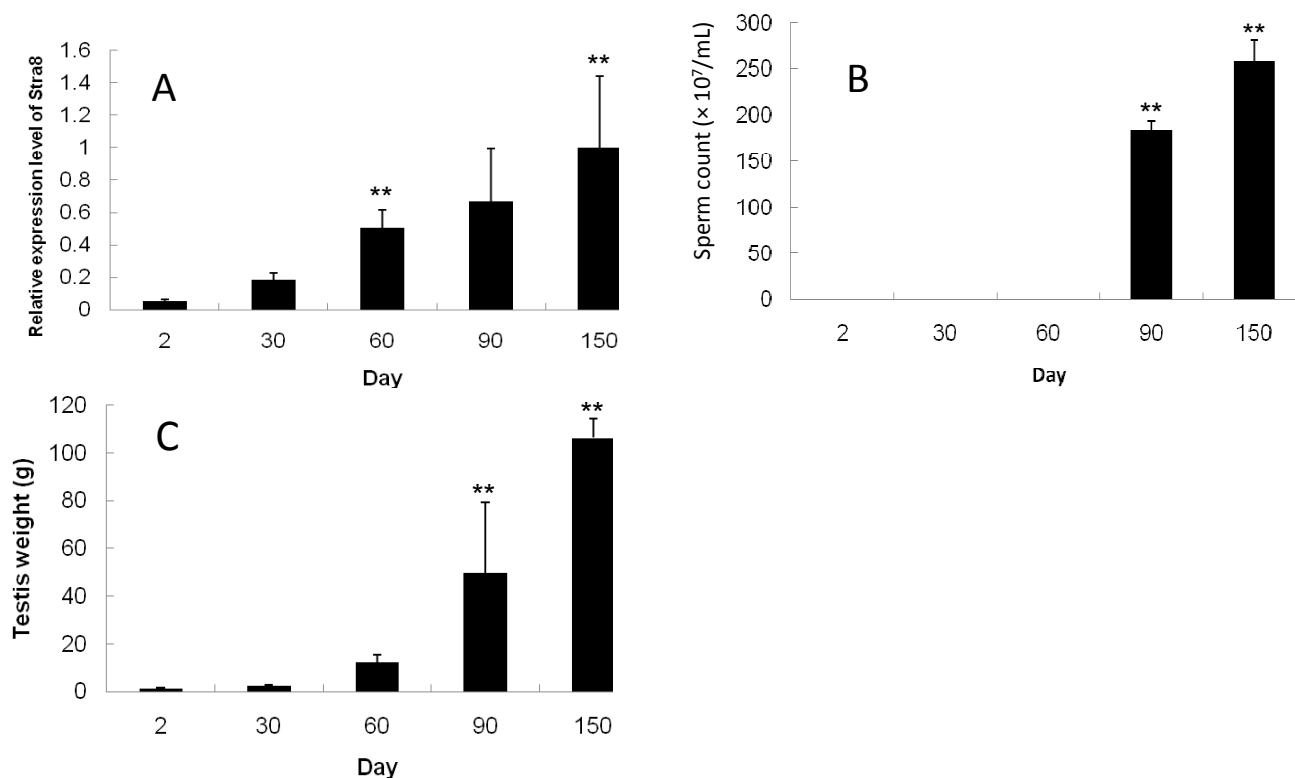 A
Relative expression level of Stra8
1.6
1.4
1.2
1
0.8
0.6
0.4
0.2
0
** **
2 30 60 90 150
Day
B
Sperm count (× 10⁷/mL)
300
250
200
150
100
50
0
** **
2 30 60 90 150
Day
C
Testis weight (g)
120
100
80
60
40
20
0
** **
2 30 60 90 150
Day